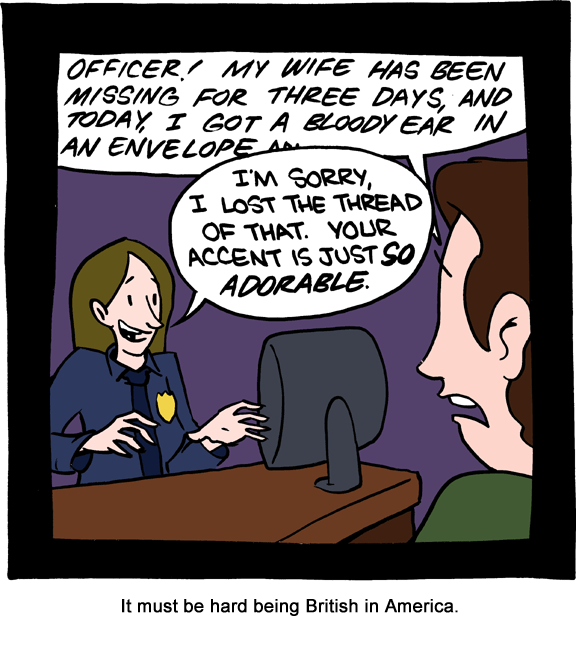 OFFICER! MY WIFE HAS BEEN
MISSING FOR THREE DAYS, AND
TODAY, I GOT A BLOODY EAR IN
AN ENVELOPE
I'M SORRY,
I LOST THE THREAD
OF THAT. YOUR
ACCENT IS JUST SO
ADORABLE.
It must be hard being British in America.